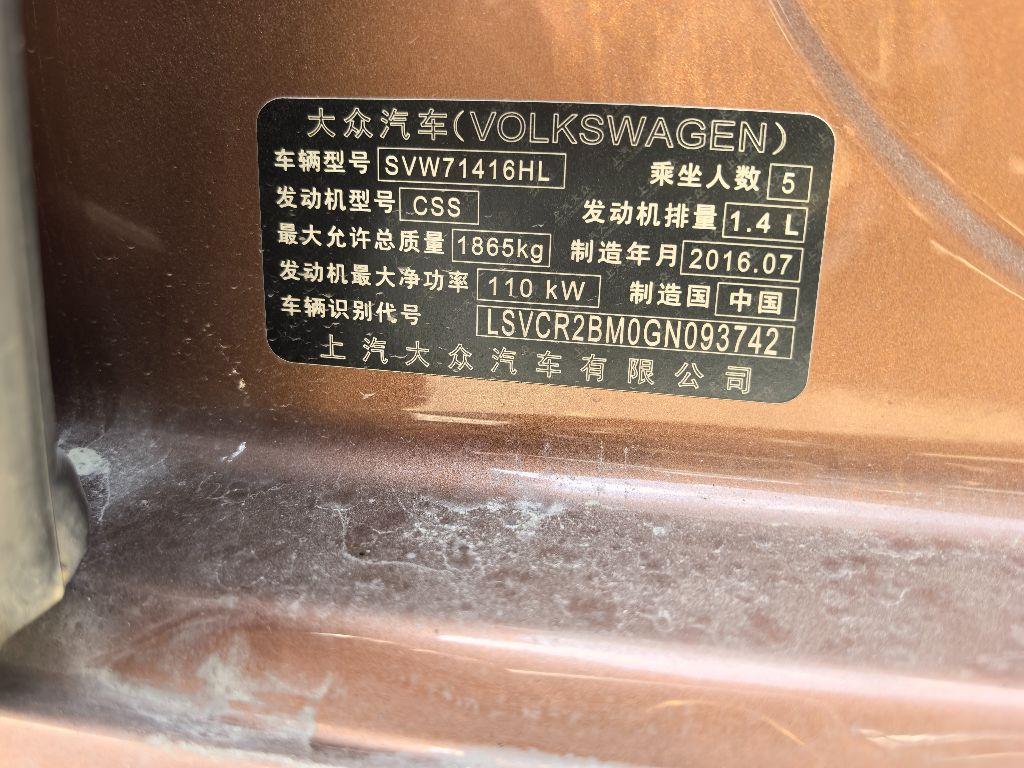 大众汽车(VOLKSWAGEN)
车辆型号 SVW71416HL 乘坐人数 5
发动机型号 CSS 发动机排量 1.4 L
最大允许总质量 1865kg 制造年月 2016.07
发动机最大净功率 110 kW 制造国 中国
车辆识别代号 LSVCR2BM0GN093742
上汽大众汽车有限公司